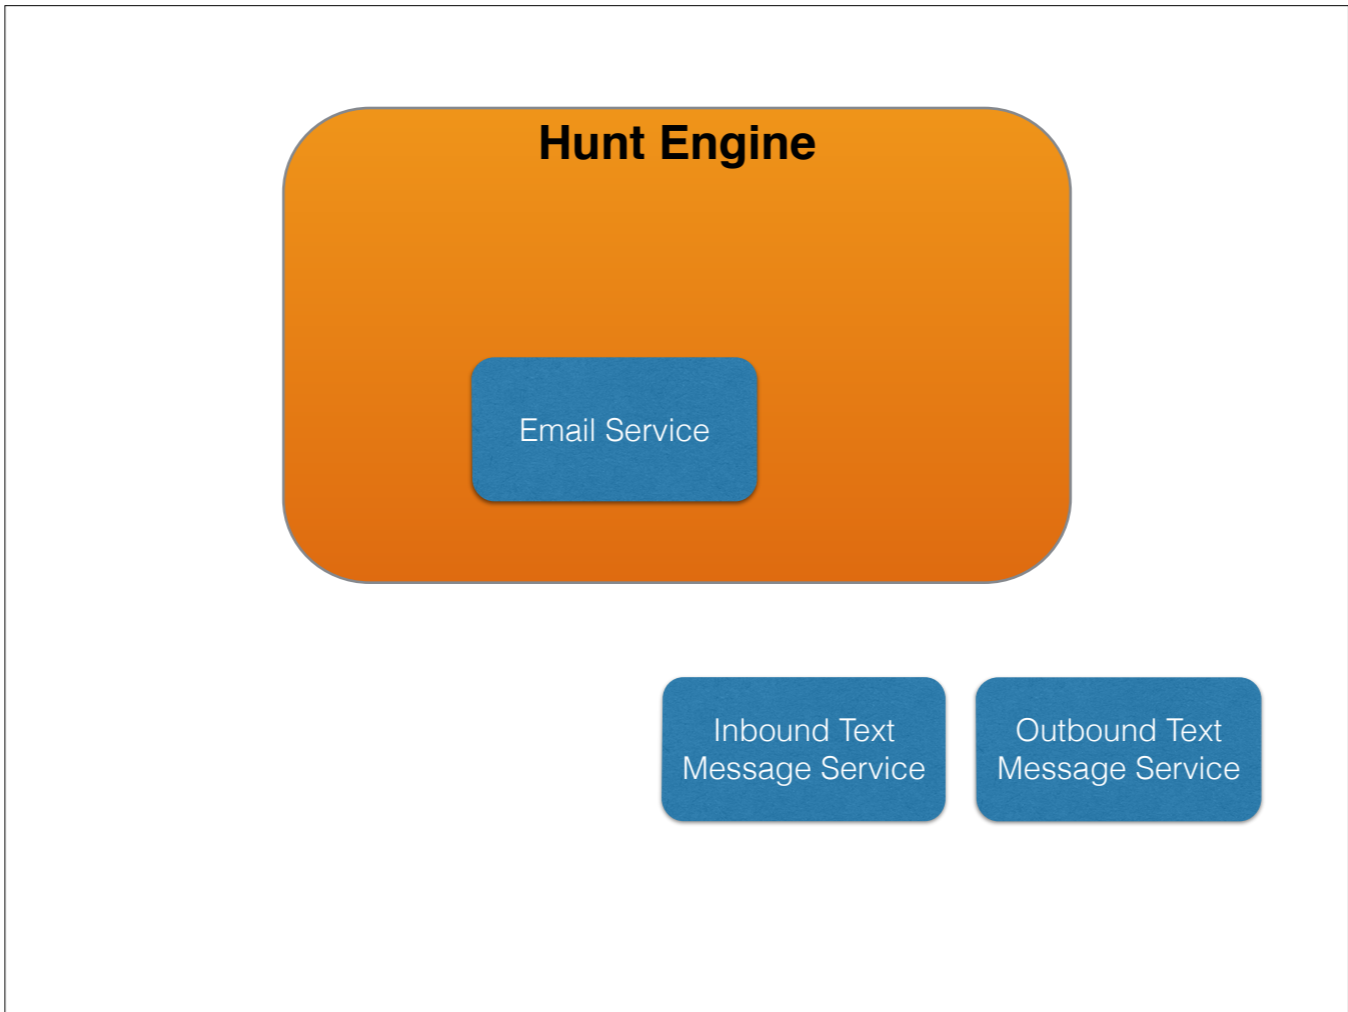 Hunt Engine
Email Service
Inbound Text
Message Service
Outbound Text
Message Service